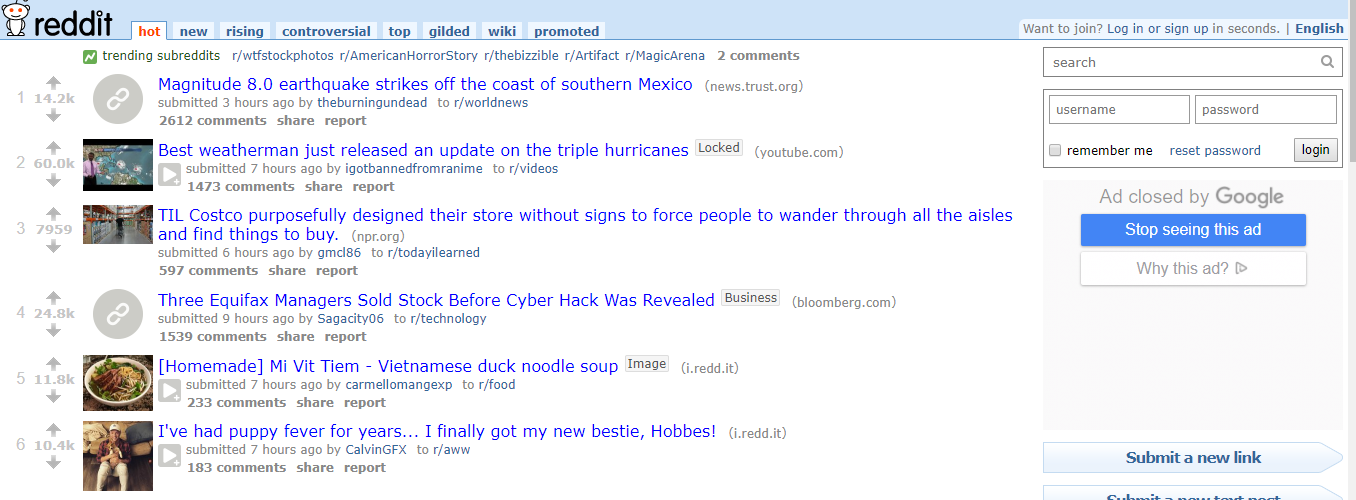 reddit hot new rising controversial top gilded wiki promoted
Want to join? Log in or sign up in seconds. | English
trending subreddits r/wtfstockphotos r/AmericanHorrorStory r/thebizzible r/Artifact r/MagicArena 2 comments
1 14.2k
Magnitude 8.0 earthquake strikes off the coast of southern Mexico (news.trust.org)
submitted 3 hours ago by theburningundead to r/worldnews
2612 comments share report
2 60.0k
Best weatherman just released an update on the triple hurricanes Locked (youtube.com)
submitted 7 hours ago by igotbannedfromranime to r/videos
1473 comments share report
3 7959
TIL Costco purposefully designed their store without signs to force people to wander through all the aisles
and find things to buy. (npr.org)
submitted 6 hours ago by gmcl86 to r/todayilearned
597 comments share report
4 24.8k
Three Equifax Managers Sold Stock Before Cyber Hack Was Revealed Business (bloomberg.com)
submitted 9 hours ago by Sagacity06 to r/technology
1539 comments share report
5 11.8k
[Homemade] Mi Vit Tiem - Vietnamese duck noodle soup Image (i.redd.it)
submitted 7 hours ago by carmellomangexp to r/food
233 comments share report
6 10.4k
I've had puppy fever for years... I finally got my new bestie, Hobbes! (i.redd.it)
submitted 7 hours ago by CalvinGFX to r/aww
183 comments share report
search
username password
remember me reset password login
Ad closed by Google
Stop seeing this ad
Why this ad?
Submit a new link
Submit a new text post